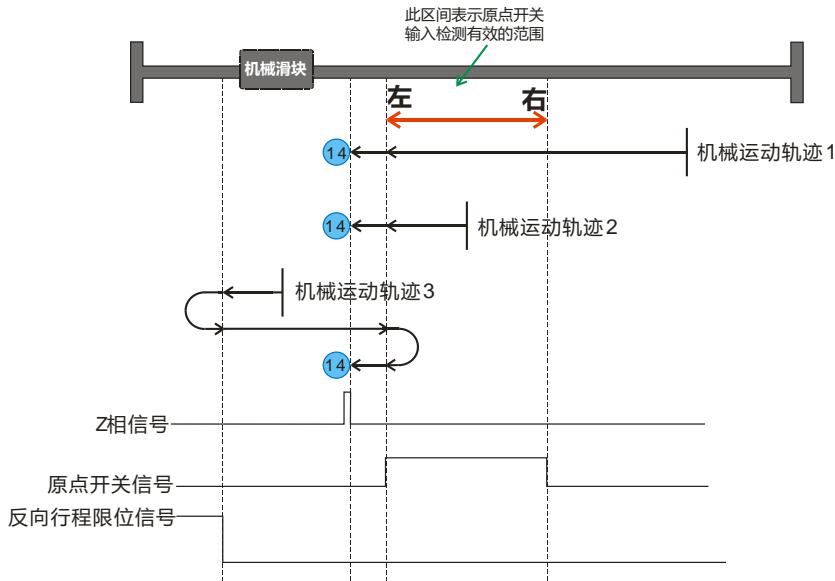 此区间表示原点开关
输入检测有效的范围
机械滑块
左
右
14
机械运动轨迹1
14
机械运动轨迹2
机械运动轨迹3
14
Z相信号
原点开关信号
反向行程限位信号